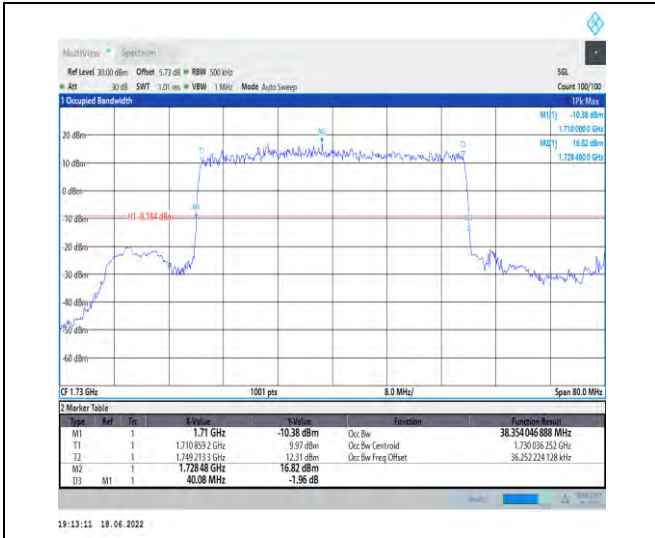 MultiView Spectrum
Ref Level 30.00 dBm Offset 5.73 dB RBW 500 kHz SGL
Att 30 dB SWT 1.01 ms VBW 1 MHz Mode Auto Sweep Count 100/100
1 Occupied Bandwidth 1Pk Max
M1[1] -10.38 dBm
1.710 000 0 GHz
M2[1] 16.82 dBm
1.728 480 0 GHz
20 dBm
M2
T1
T2
10 dBm
0 dBm
M1
-10 dBm
H1 -9.184 dBm
-20 dBm
-30 dBm
-40 dBm
-50 dBm
-60 dBm
CF 1.73 GHz 1001 pts 8.0 MHz/ Span 80.0 MHz
2 Marker Table
Type Ref Trc X-Value Y-Value Function Function Result
M1 1 1.71 GHz -10.38 dBm Occ Bw 38.354 046 888 MHz
T1 1 1.710 859 2 GHz 9.97 dBm Occ Bw Centroid 1.730 036 252 GHz
T2 1 1.749 213 3 GHz 12.31 dBm Occ Bw Freq Offset 36.252 224 128 kHz
M2 1 1.728 48 GHz 16.82 dBm
D3 M1 1 40.08 MHz -1.96 dB
19:13:11 18.06.2022